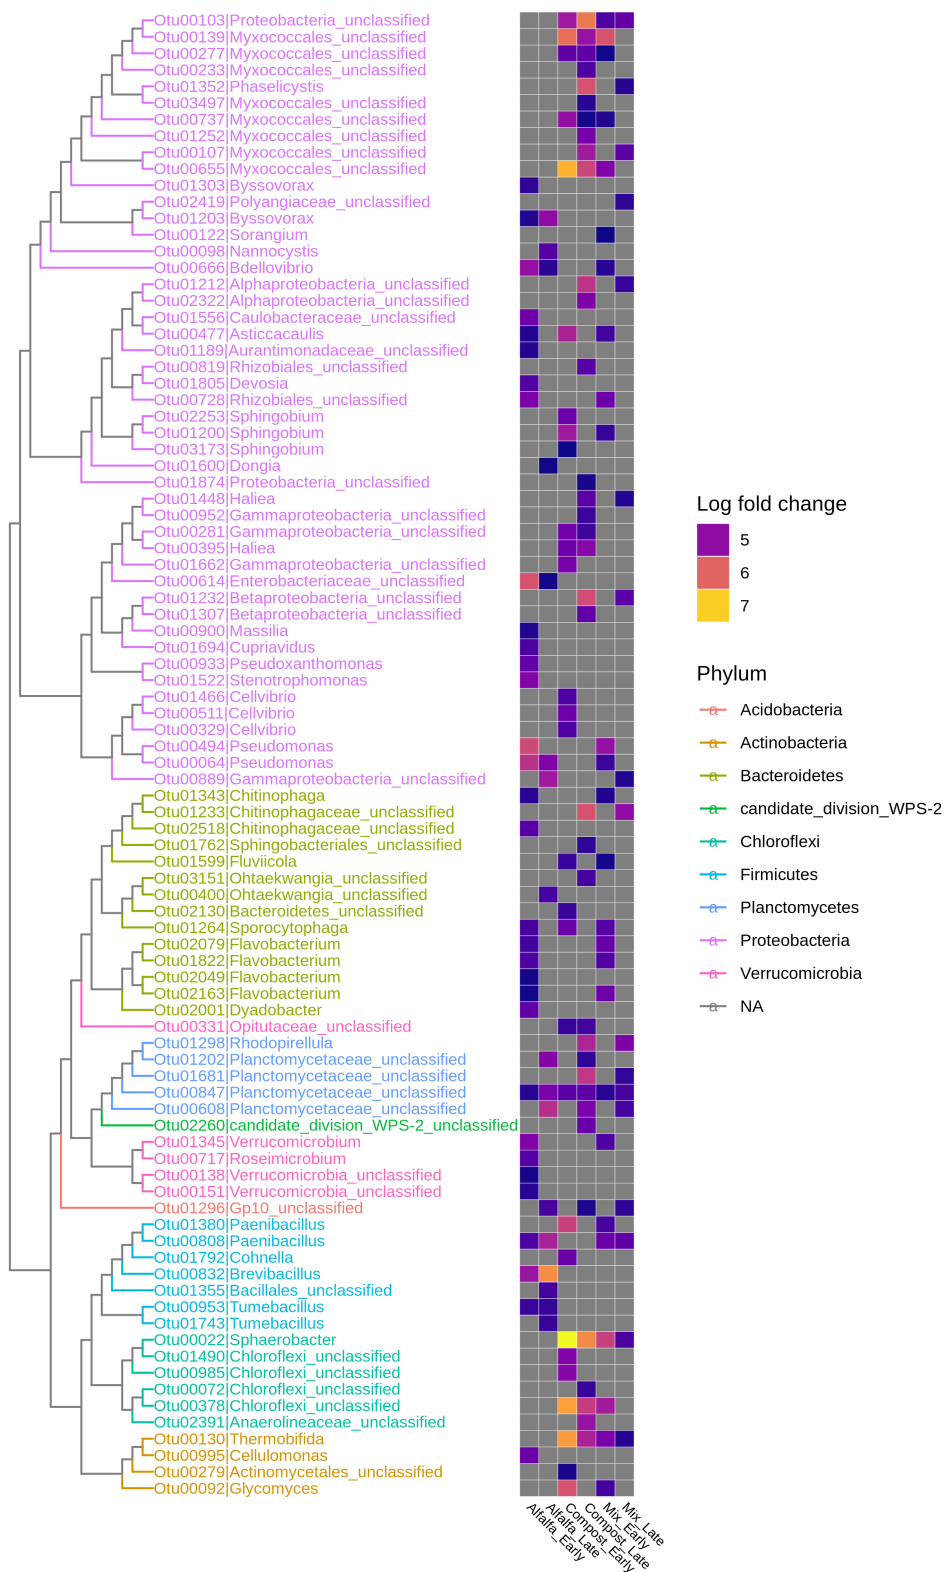 Otu00103|Proteobacteria_unclassified
Otu00139|Myxococcales_unclassified
Otu00277|Myxococcales_unclassified
Otu00233|Myxococcales_unclassified
Otu01352|Phaselicystis
Otu03497|Myxococcales_unclassified
Otu00737|Myxococcales_unclassified
Otu01252|Myxococcales_unclassified
Otu00107|Myxococcales_unclassified
Otu00655|Myxococcales_unclassified
Otu01303|Byssovorax
Otu02419|Polyangiaceae_unclassified
Otu01203|Byssovorax
Otu00122|Sorangium
Otu00098|Nannocystis
Otu00666|Bdellovibrio
Otu01212|Alphaproteobacteria_unclassified
Otu02322|Alphaproteobacteria_unclassified
Otu01556|Caulobacteraceae_unclassified
Otu00477|Asticcacaulis
Otu01189|Aurantimonadaceae_unclassified
Otu00819|Rhizobiales_unclassified
Otu01805|Devosia
Otu00728|Rhizobiales_unclassified
Otu02253|Sphingobium
Otu01200|Sphingobium
Otu03173|Sphingobium
Otu01600|Dongia
Otu01874|Proteobacteria_unclassified
Otu01448|Haliea
Otu00952|Gammaproteobacteria_unclassified
Otu00281|Gammaproteobacteria_unclassified
Otu00395|Haliea
Otu01662|Gammaproteobacteria_unclassified
Otu00614|Enterobacteriaceae_unclassified
Otu01232|Betaproteobacteria_unclassified
Otu01307|Betaproteobacteria_unclassified
Otu00900|Massilia
Otu01694|Cupriavidus
Otu00933|Pseudoxanthomonas
Otu01522|Stenotrophomonas
Otu01466|Cellvibrio
Otu00511|Cellvibrio
Otu00329|Cellvibrio
Otu00494|Pseudomonas
Otu00064|Pseudomonas
Otu00889|Gammaproteobacteria_unclassified
Otu01343|Chitinophaga
Otu01233|Chitinophagaceae_unclassified
Otu02518|Chitinophagaceae_unclassified
Otu01762|Sphingobacteriales_unclassified
Otu01599|Fluviicola
Otu03151|Ohtaekwangia_unclassified
Otu00400|Ohtaekwangia_unclassified
Otu02130|Bacteroidetes_unclassified
Otu01264|Sporocytophaga
Otu02079|Flavobacterium
Otu01822|Flavobacterium
Otu02049|Flavobacterium
Otu02163|Flavobacterium
Otu02001|Dyadobacter
Otu00331|Opitutaceae_unclassified
Otu01298|Rhodopirellula
Otu01202|Planctomycetaceae_unclassified
Otu01681|Planctomycetaceae_unclassified
Otu00847|Planctomycetaceae_unclassified
Otu00608|Planctomycetaceae_unclassified
Otu02260|candidate_division_WPS-2_unclassified
Otu01345|Verrucomicrobium
Otu00717|Roseimicrobium
Otu00138|Verrucomicrobia_unclassified
Otu00151|Verrucomicrobia_unclassified
Otu01296|Gp10_unclassified
Otu01380|Paenibacillus
Otu00808|Paenibacillus
Otu01792|Cohnella
Otu00832|Brevibacillus
Otu01355|Bacillales_unclassified
Otu00953|Tumebacillus
Otu01743|Tumebacillus
Otu00022|Sphaerobacter
Otu01490|Chloroflexi_unclassified
Otu00985|Chloroflexi_unclassified
Otu00072|Chloroflexi_unclassified
Otu00378|Chloroflexi_unclassified
Otu02391|Anaerolineaceae_unclassified
Otu00130|Thermobifida
Otu00995|Cellulomonas
Otu00279|Actinomycetales_unclassified
Otu00092|Glycomyces
Alfalfa_Early
Alfalfa_Late
Compost_Early
Compost_Late
Mix_Early
Mix_Late
Log fold change
5
6
7
Phylum
a Acidobacteria
a Actinobacteria
a Bacteroidetes
a candidate_division_WPS-2
a Chloroflexi
a Firmicutes
a Planctomycetes
a Proteobacteria
a Verrucomicrobia
a NA